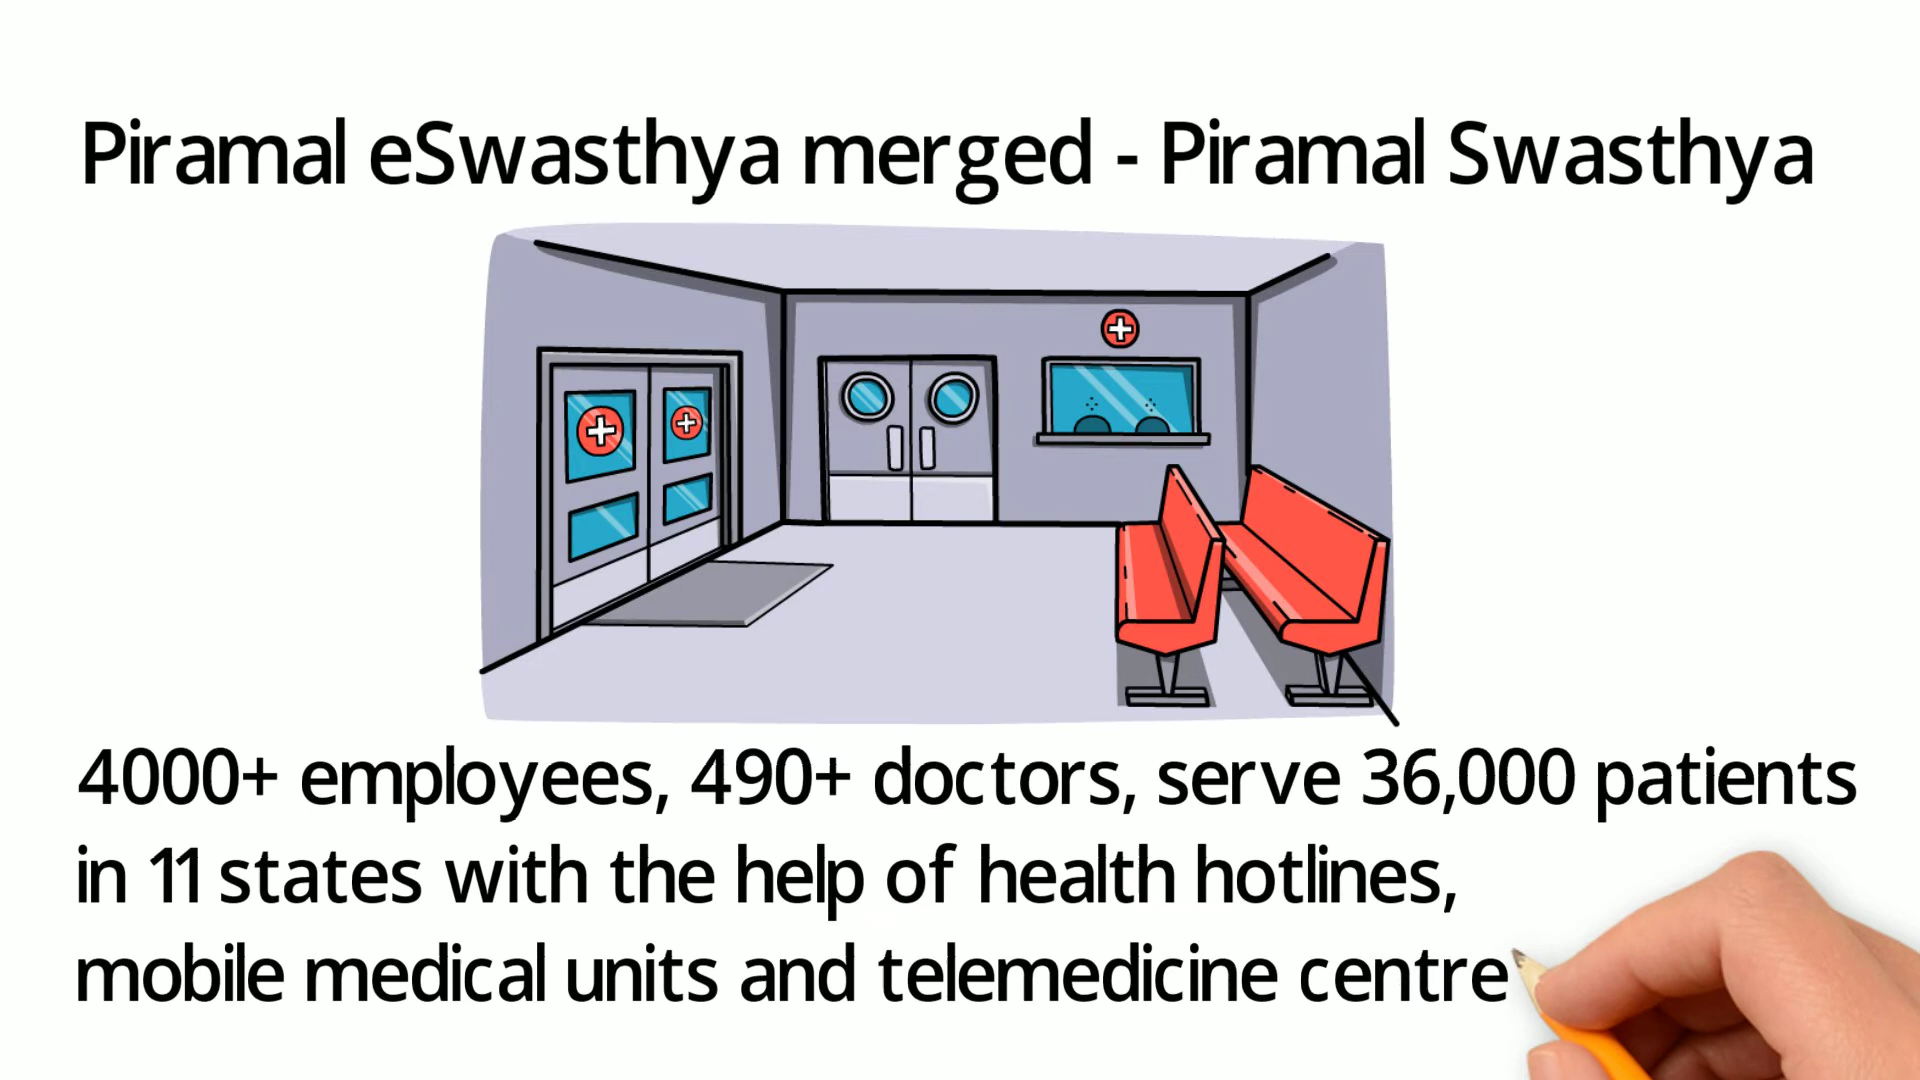 Piramal eSwasthya merged - Piramal Swasthya
4000+ employees, 490+ doctors, serve 36,000 patients
in 11 states with the help of health hotlines,
mobile medical units and telemedicine centre